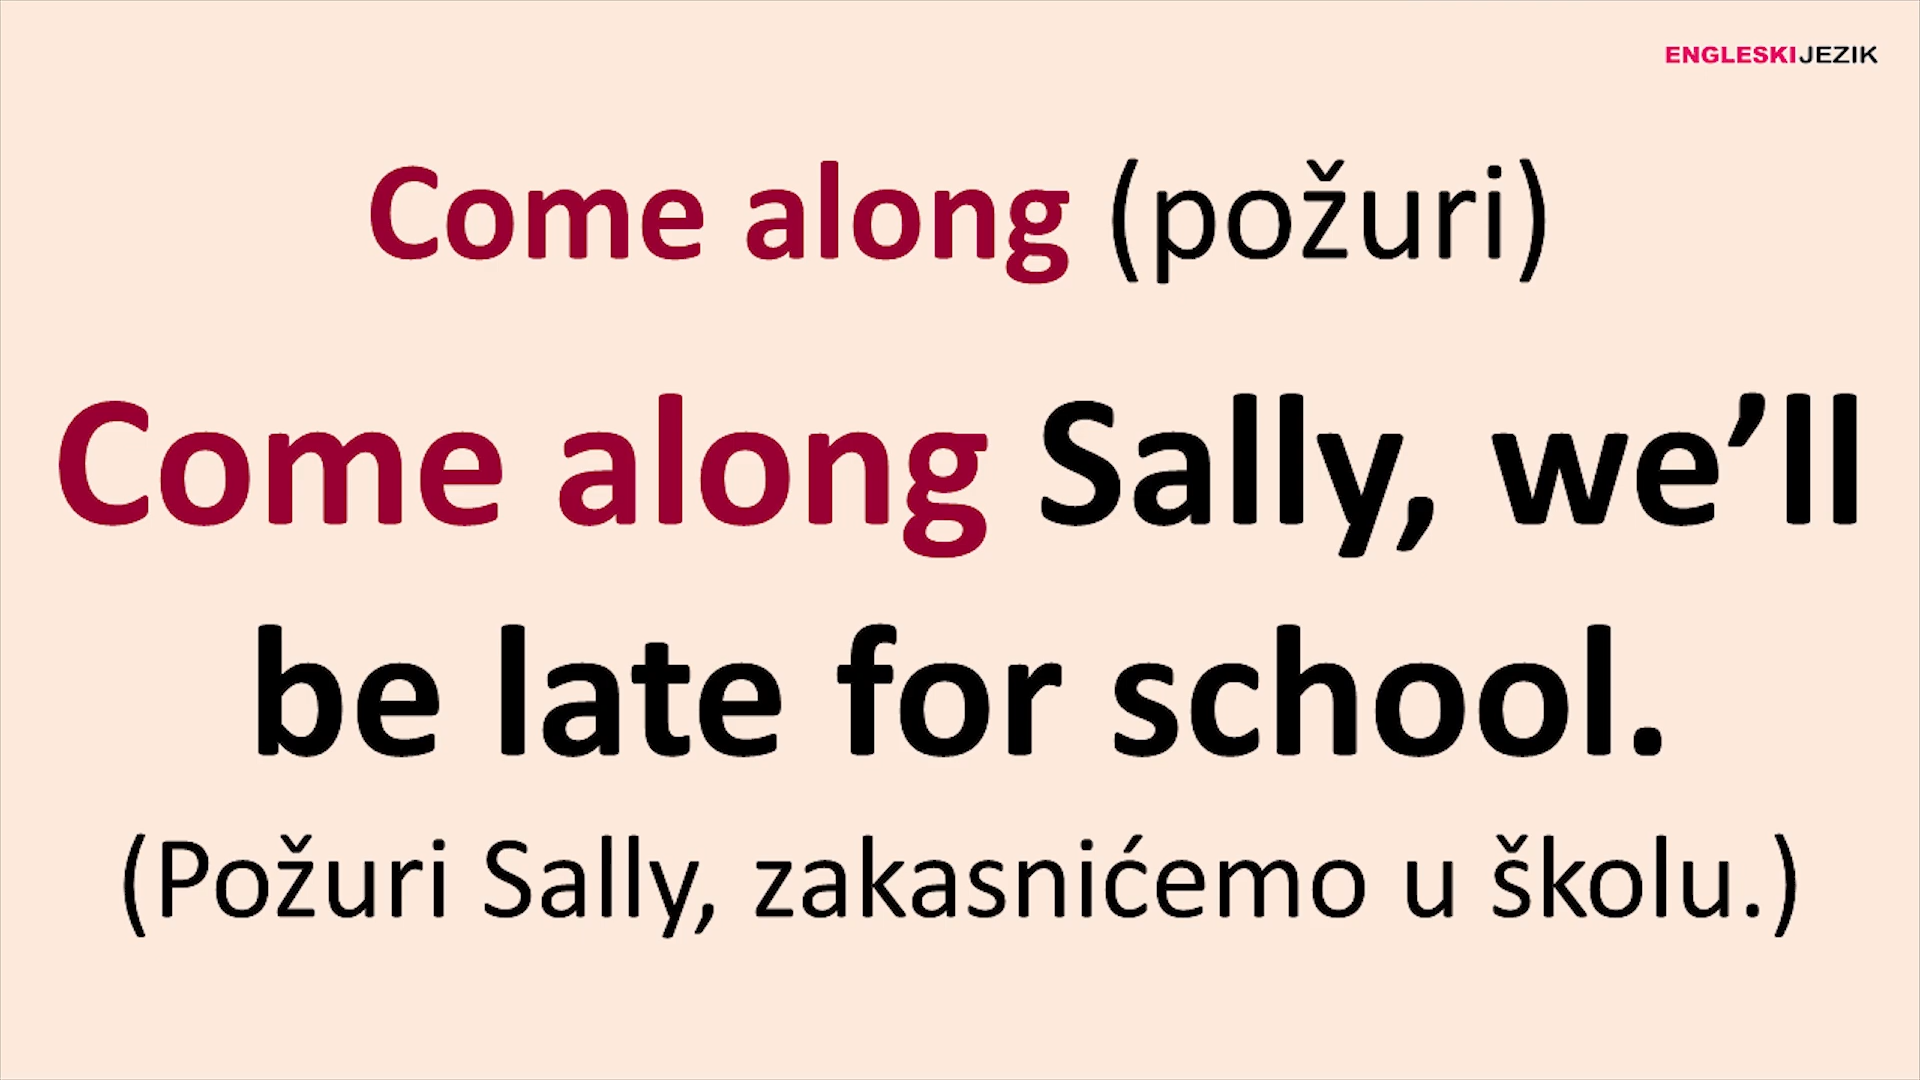 ENGLESKIJEZIK
Come along (požuri)
Come along Sally, we’ll
be late for school.
(Požuri Sally, zakasnićemo u školu.)